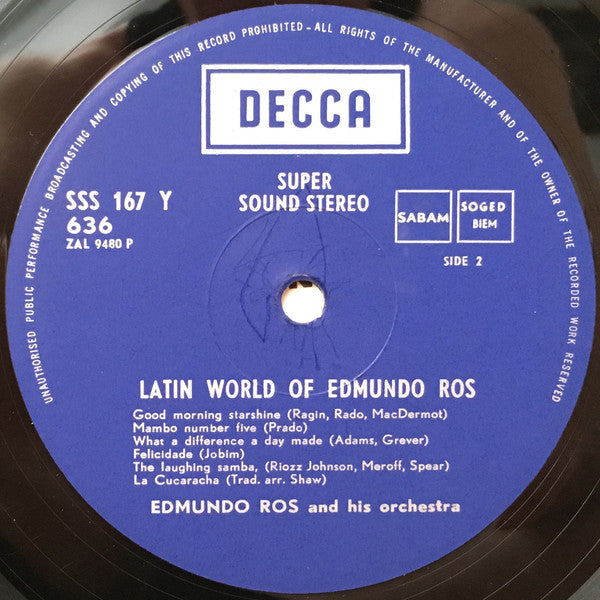 UNAUTHORISED PUBLIC PERFORMANCE BROADCASTING AND COPYING OF THIS RECORD PROHIBITED – ALL RIGHTS OF THE MANUFACTURER AND OF THE OWNER OF THE RECORDED WORK RESERVED
DECCA
SUPER
SOUND STEREO
SSS 167 Y
636
ZAL 9480 P
SABAM
SOGED
BIEM
SIDE 2
LATIN WORLD OF EDMUNDO ROS
Good morning starshine (Ragin, Rado, MacDermot)
Mambo number five (Prado)
What a difference a day made (Adams, Grever)
Felicidade (Jobim)
The laughing samba, (Riozz Johnson, Meroff, Spear)
La Cucaracha (Trad. arr. Shaw)
EDMUNDO ROS and his orchestra